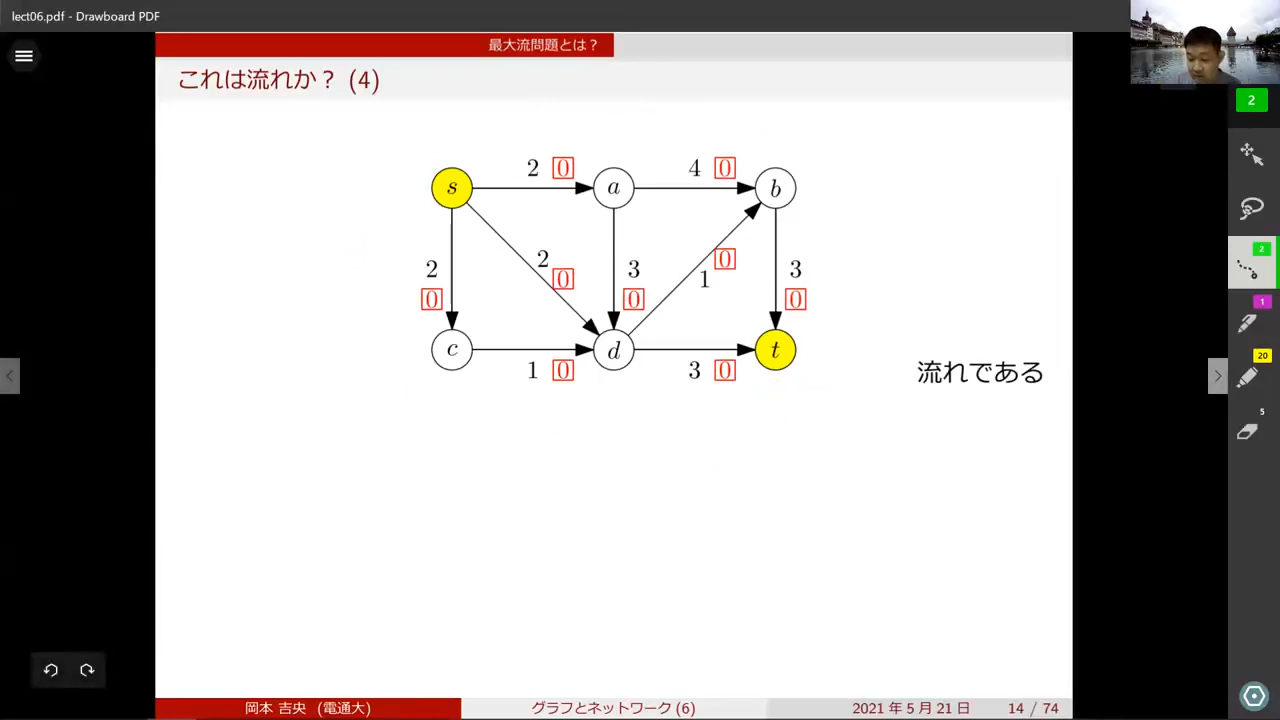 lect06.pdf - Drawboard PDF
最大流問題とは？
これは流れか？ (4)
2 0 4 0
s a b
2 0 2 0 3 0 1 0 3 0
c d t
1 0 3 0
流れである
岡本 吉央 (電通大) グラフとネットワーク (6) 2021 年 5 月 21 日 14 / 74
2
2
1
20
5